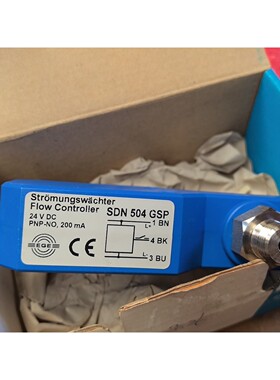 Strömungswächter
Flow Controller SDN 504 GSP
24 V DC
PNP-NO, 200 mA
EGE
L+ 1 BN
4 BK
L- 3 BU